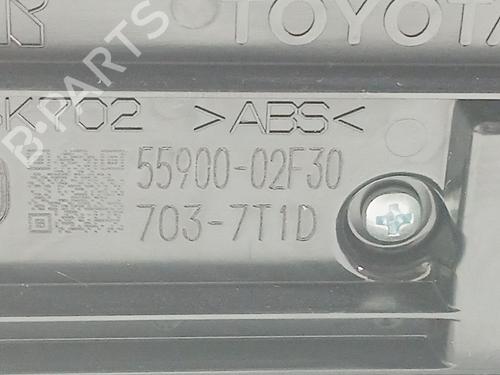 R TOYOTA
K702 >ABS<
55900-02F30
703-7T1D
B-PARTS